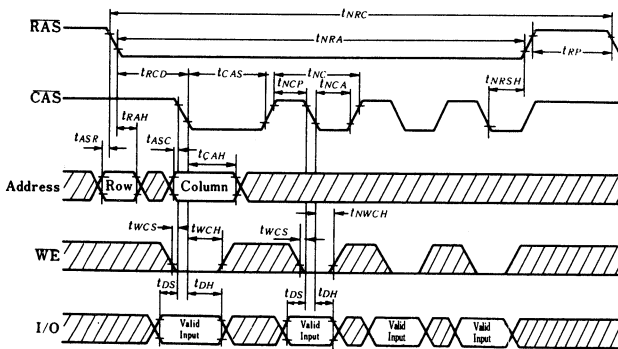 tNRC
RAS
tNRA
tRP
tRCD
tCAS
tNC
tNCP
tNCA
tNRSH
CAS
tRAH
tASR
tASC
tCAH
Address
Row
Column
tWCS
tWCH
tWCS
tNWCH
WE
tDS
tDH
tDS
tDH
I/O
Valid Input
Valid Input
Valid Input
Valid Input